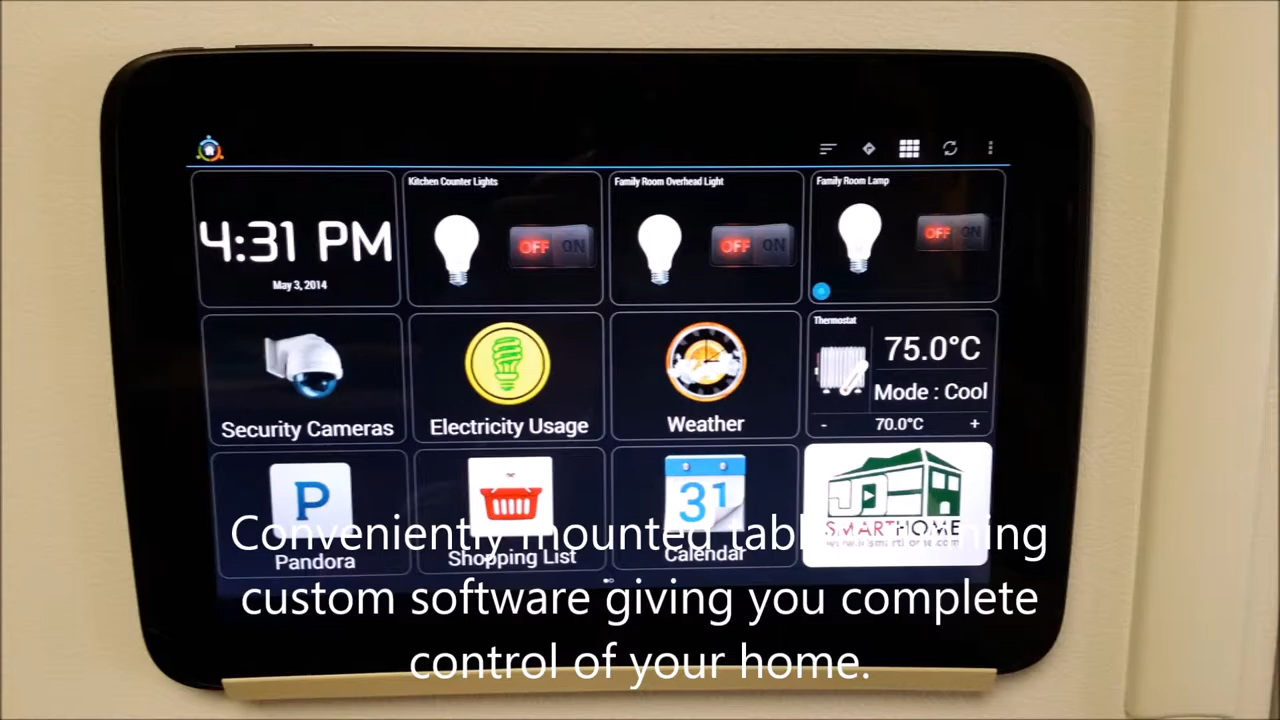 4:31 PM
May 3, 2014
Kitchen Counter Lights
OFF ON
Family Room Overhead Light
OFF ON
Family Room Lamp
OFF ON
Security Cameras
Electricity Usage
Weather
Thermostat
75.0°C
Mode : Cool
- 70.0°C +
P
Pandora
Shopping List
31
Calendar
SMARTHOME
Conveniently mounted
custom software giving you complete
control of your home.